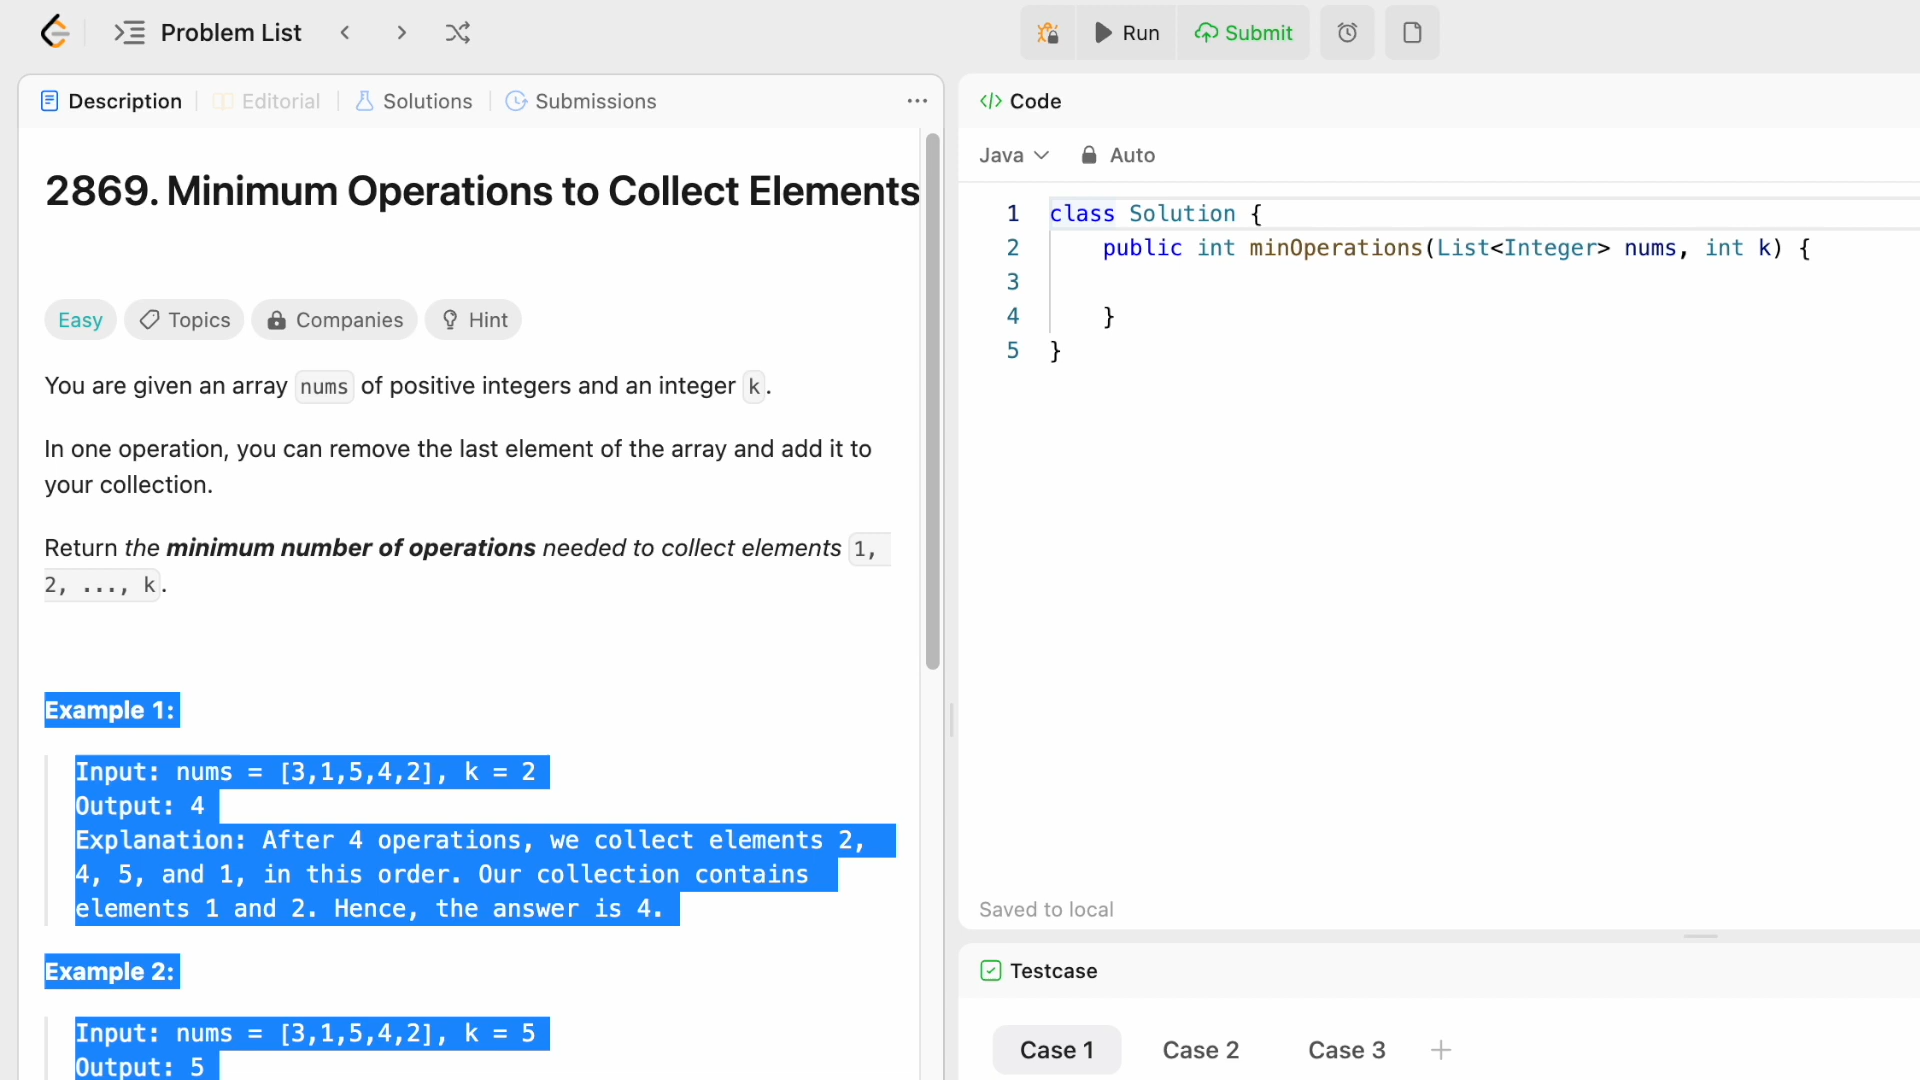 Problem List
Run
Submit
Description
Editorial
Solutions
Submissions
2869. Minimum Operations to Collect Elements
Easy
Topics
Companies
Hint
You are given an array nums of positive integers and an integer k.
In one operation, you can remove the last element of the array and add it to
your collection.
Return the minimum number of operations needed to collect elements 1,
2, ..., k.
Example 1:
Input: nums = [3,1,5,4,2], k = 2
Output: 4
Explanation: After 4 operations, we collect elements 2,
4, 5, and 1, in this order. Our collection contains
elements 1 and 2. Hence, the answer is 4.
Example 2:
Input: nums = [3,1,5,4,2], k = 5
Output: 5
</> Code
Java
Auto
1 class Solution {
2 public int minOperations(List<Integer> nums, int k) {
3
4 }
5 }
Saved to local
Testcase
Case 1
Case 2
Case 3